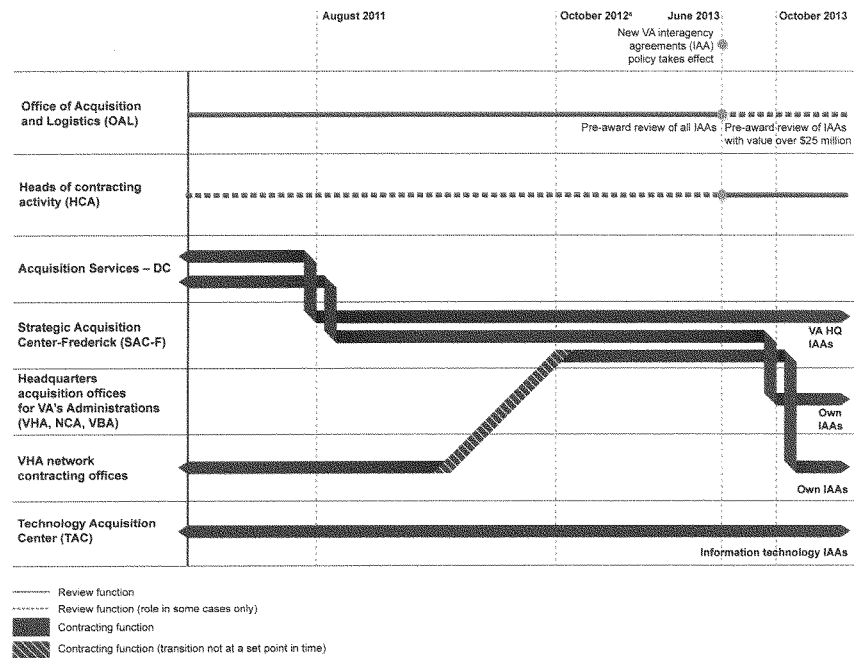 August 2011
October 2012ᵃ
June 2013
October 2013
New VA interagency
agreements (IAA)
policy takes effect
Office of Acquisition
and Logistics (OAL)
Pre-award review of all IAAs
Pre-award review of IAAs
with value over $25 million
Heads of contracting
activity (HCA)
Acquisition Services – DC
Strategic Acquisition
Center-Frederick (SAC-F)
VA HQ
IAAs
Headquarters
acquisition offices
for VA's Administrations
(VHA, NCA, VBA)
Own
IAAs
VHA network
contracting offices
Own IAAs
Technology Acquisition
Center (TAC)
Information technology IAAs
Review function
Review function (role in some cases only)
Contracting function
Contracting function (transition not at a set point in time)